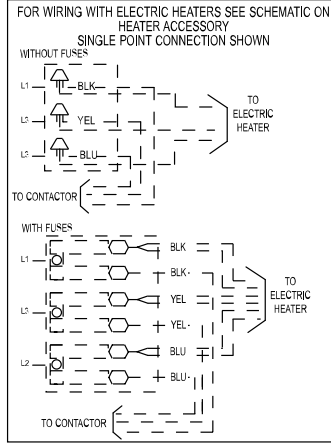 FOR WIRING WITH ELECTRIC HEATERS SEE SCHEMATIC ON
HEATER ACCESSORY
SINGLE POINT CONNECTION SHOWN
WITHOUT FUSES
L1
BLK
L3
YEL
L2
BLU
TO
ELECTRIC
HEATER
TO CONTACTOR
WITH FUSES
BLK
L1
BLK
YEL
L3
YEL
BLU
L2
BLU
TO
ELECTRIC
HEATER
TO CONTACTOR